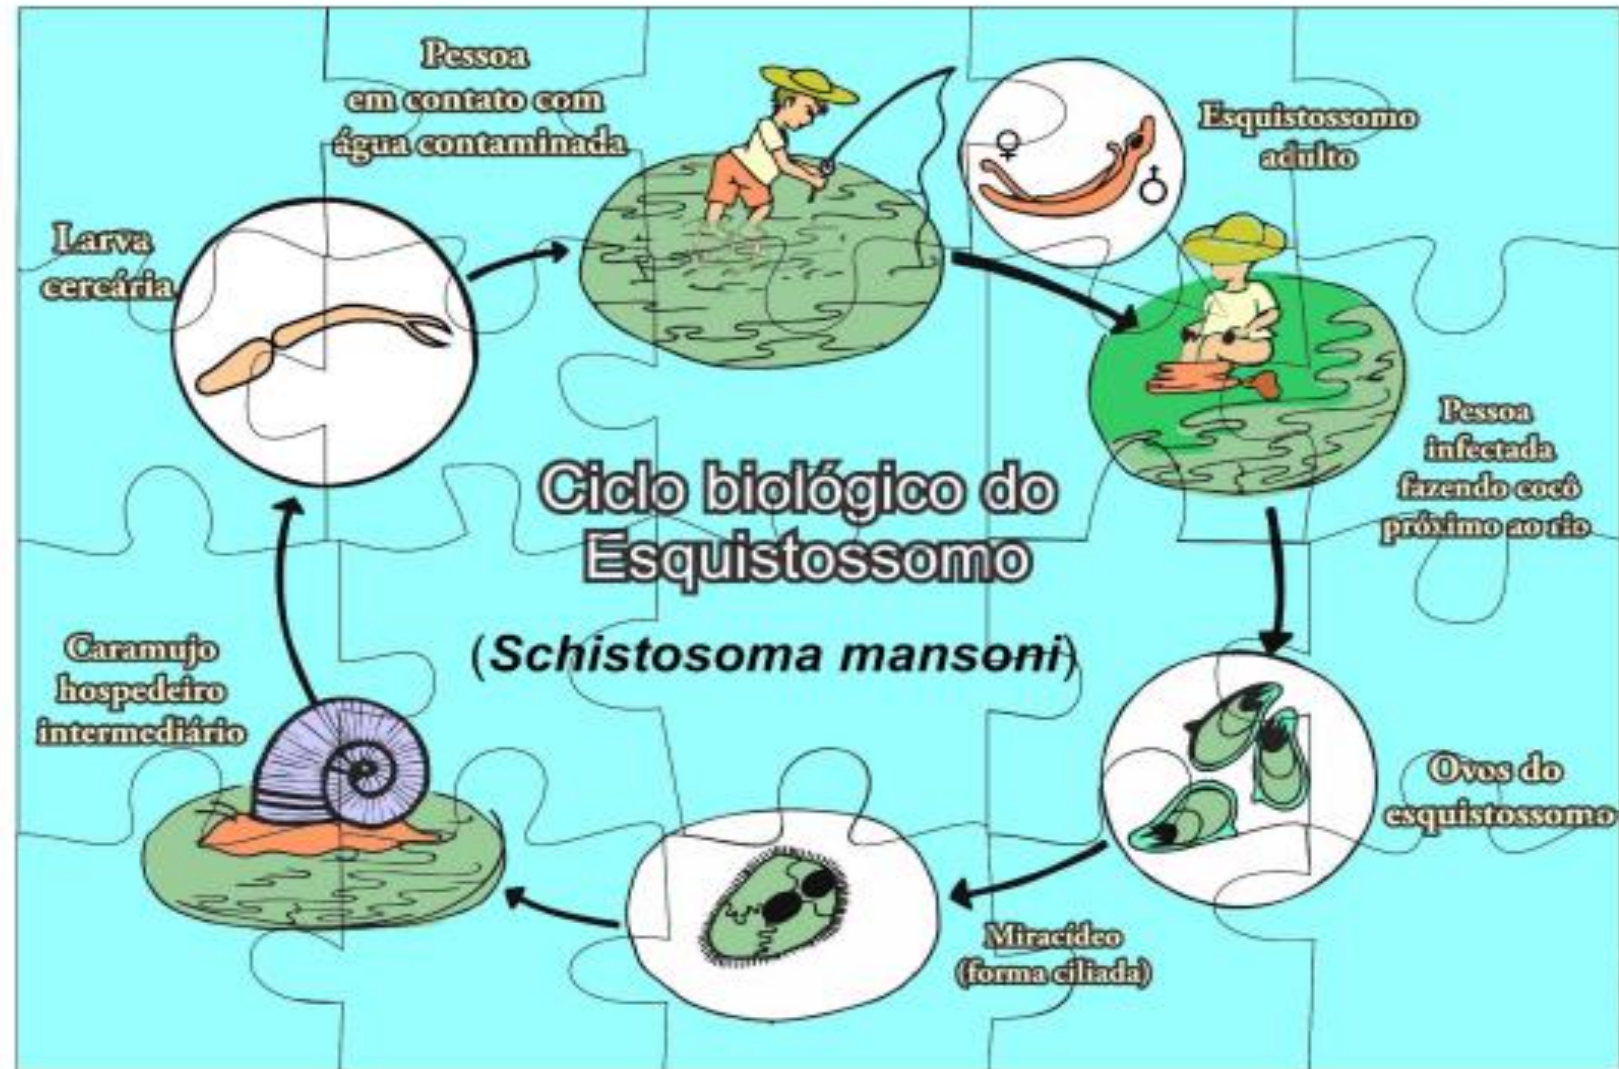 Ciclo biológico do
Esquistossomo
(Schistosoma mansoni)
Pessoa
em contato com
água contaminada
Esquistossomo
adulto
Pessoa
infectada
fazendo cocô
próximo ao rio
Ovos do
esquistossomo
Miracídeo
(forma ciliada)
Caramujo
hospedeiro
intermediário
Larva
cercária